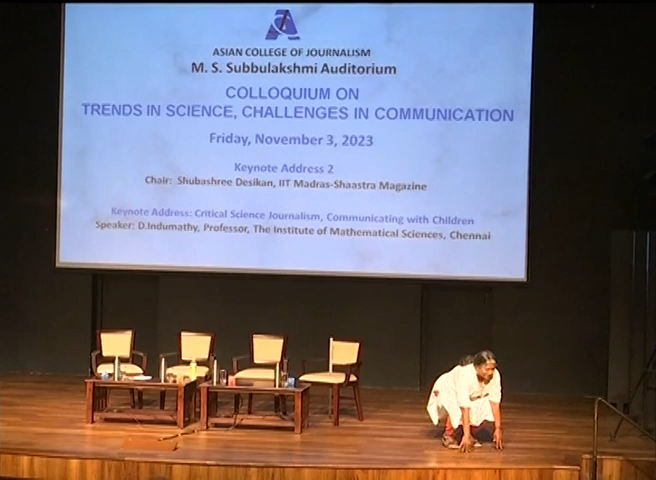 ASIAN COLLEGE OF JOURNALISM
M. S. Subbulakshmi Auditorium
COLLOQUIUM ON
TRENDS IN SCIENCE, CHALLENGES IN COMMUNICATION
Friday, November 3, 2023
Keynote Address 2
Chair: Shubashree Desikan, IIT Madras-Shaastra Magazine
Keynote Address: Critical Science Journalism, Communicating with Children
Speaker: D.Indumathy, Professor, The Institute of Mathematical Sciences, Chennai